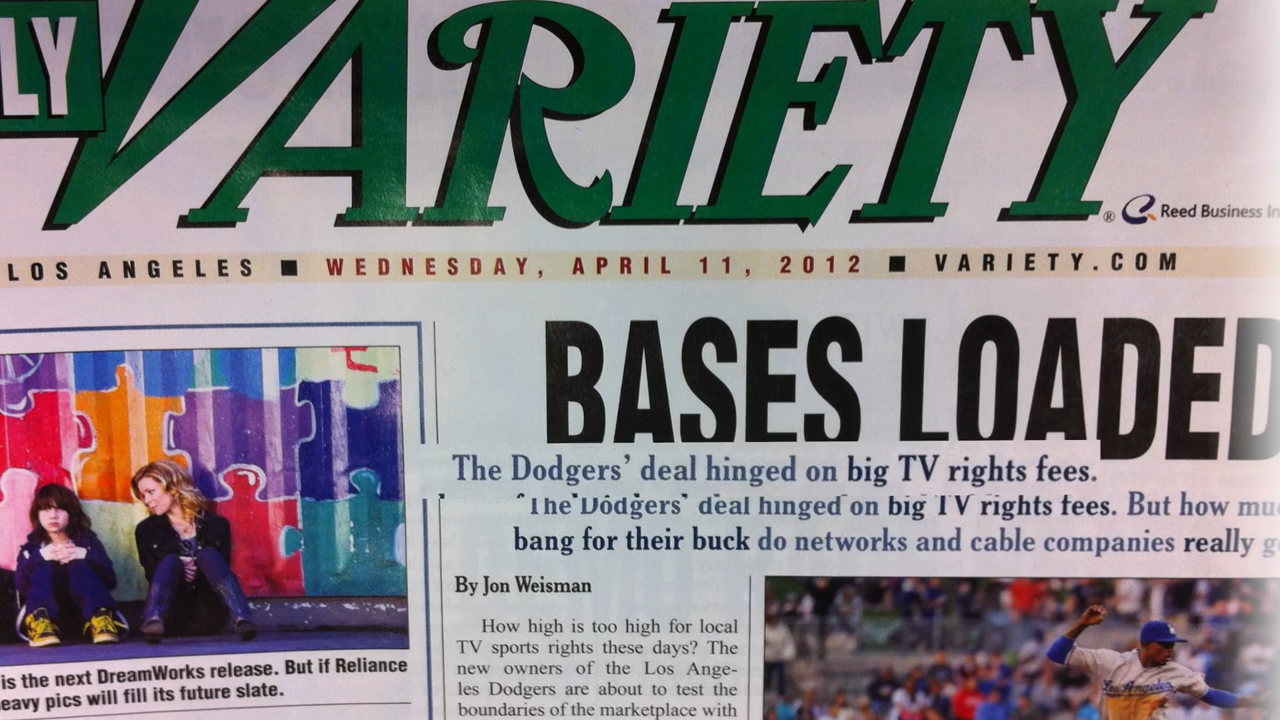 LY
VARIETY
® Reed Business In
LOS ANGELES ■ WEDNESDAY, APRIL 11, 2012 ■ VARIETY.COM
BASES LOADED
The Dodgers' deal hinged on big TV rights fees.
The Dodgers' deal hinged on big TV rights fees. But how mu
bang for their buck do networks and cable companies really g
By Jon Weisman
How high is too high for local
TV sports rights these days? The
new owners of the Los Ange-
les Dodgers are about to test the
boundaries of the marketplace with
is the next DreamWorks release. But if Reliance
eavy pics will fill its future slate.
Los Angeles